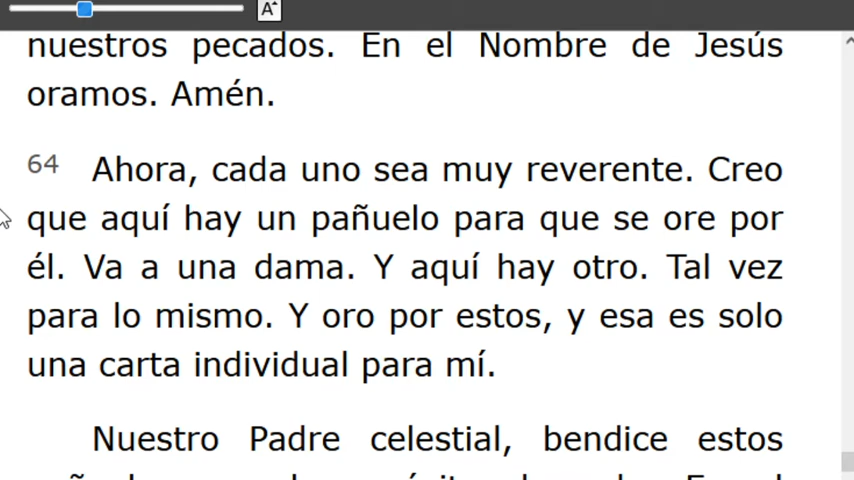 A
nuestros pecados. En el Nombre de Jesús
oramos. Amén.
64 Ahora, cada uno sea muy reverente. Creo
que aquí hay un pañuelo para que se ore por
él. Va a una dama. Y aquí hay otro. Tal vez
para lo mismo. Y oro por estos, y esa es solo
una carta individual para mí.
Nuestro Padre celestial, bendice estos